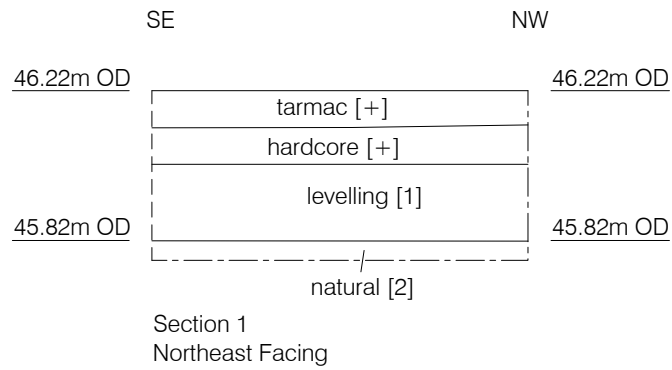 SE NW
46.22m OD 46.22m OD
tarmac [+]
hardcore [+]
levelling [1]
45.82m OD 45.82m OD
natural [2]
Section 1
Northeast Facing